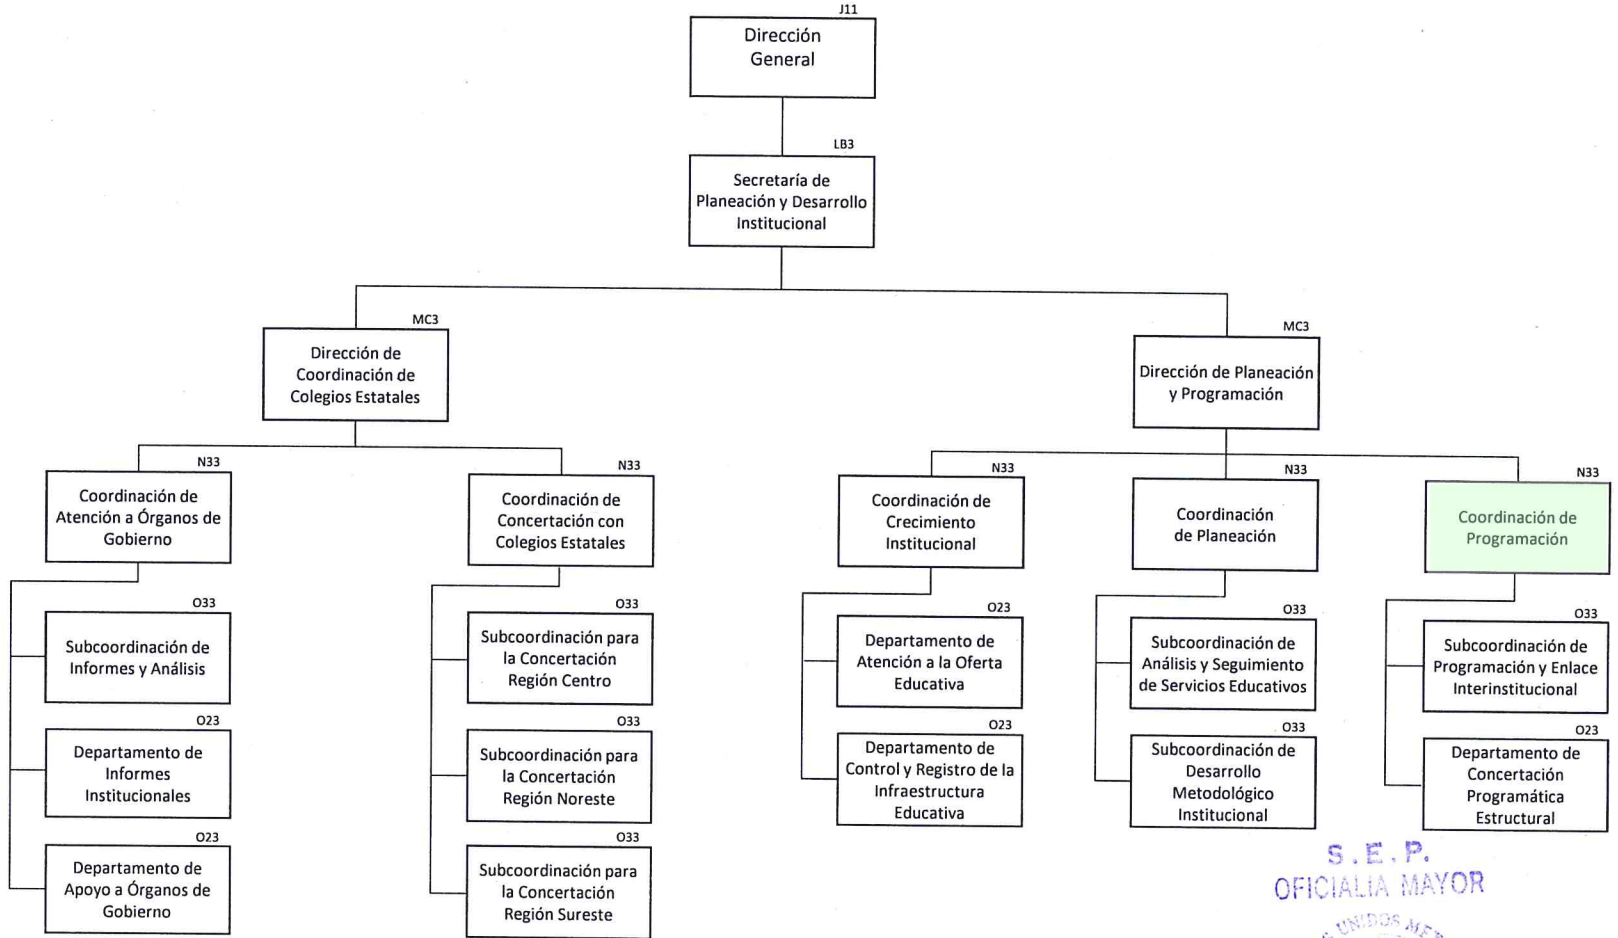 J11
Dirección
General
LB3
Secretaría de
Planeación y Desarrollo
Institucional
MC3
Dirección de
Coordinación de
Colegios Estatales
MC3
Dirección de Planeación
y Programación
N33
Coordinación de
Atención a Órganos de
Gobierno
N33
Coordinación de
Concertación con
Colegios Estatales
N33
Coordinación de
Crecimiento
Institucional
N33
Coordinación
de Planeación
N33
Coordinación de
Programación
O33
Subcoordinación de
Informes y Análisis
O23
Departamento de
Informes
Institucionales
O23
Departamento de
Apoyo a Órganos de
Gobierno
O33
Subcoordinación para
la Concertación
Región Centro
O33
Subcoordinación para
la Concertación
Región Noreste
O33
Subcoordinación para
la Concertación
Región Sureste
O23
Departamento de
Atención a la Oferta
Educativa
O23
Departamento de
Control y Registro de la
Infraestructura
Educativa
O33
Subcoordinación de
Análisis y Seguimiento
de Servicios Educativos
O33
Subcoordinación de
Desarrollo
Metodológico
Institucional
O33
Subcoordinación de
Programación y Enlace
Interinstitucional
O23
Departamento de
Concertación
Programática
Estructural
S.E.P.
OFICIALIA MAYOR
UNIDOS